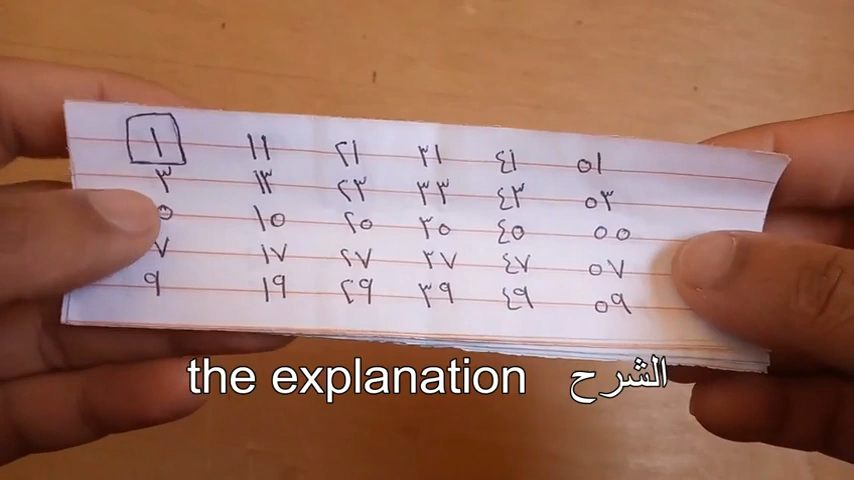 ١ ١١ ٢١ ٣١ ٤١ ٥١
٣ ١٣ ٢٣ ٣٣ ٤٣ ٥٣
٥ ١٥ ٢٥ ٣٥ ٤٥ ٥٥
٧ ١٧ ٢٧ ٣٧ ٤٧ ٥٧
٩ ١٩ ٢٩ ٣٩ ٤٩ ٥٩
the explanation الشرح